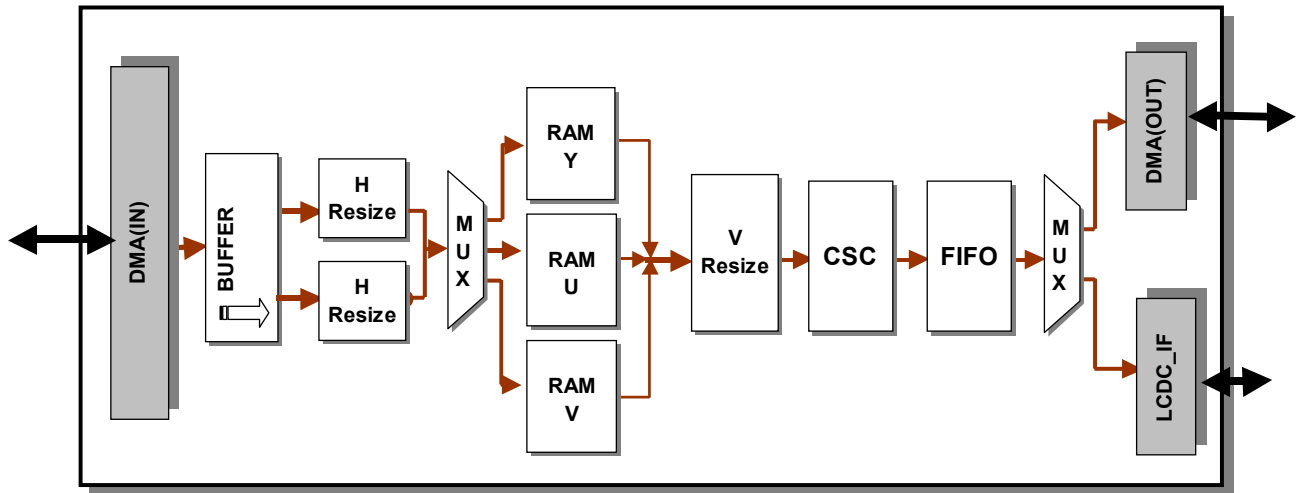 DMA(IN)
BUFFER
H
Resize
H
Resize
M
U
X
RAM
Y
RAM
U
RAM
V
V
Resize
CSC
FIFO
M
U
X
DMA(OUT)
LCDC_IF